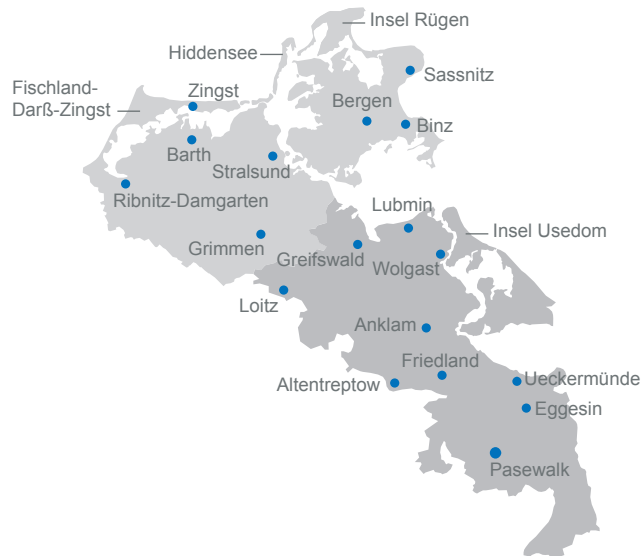 Insel Rügen
Hiddensee
Sassnitz
Fischland-
Darß-Zingst
Zingst
Bergen
Binz
Barth
Stralsund
Ribnitz-Damgarten
Lubmin
Insel Usedom
Grimmen
Greifswald
Wolgast
Loitz
Anklam
Friedland
Altentreptow
Ueckermünde
Eggesin
Pasewalk